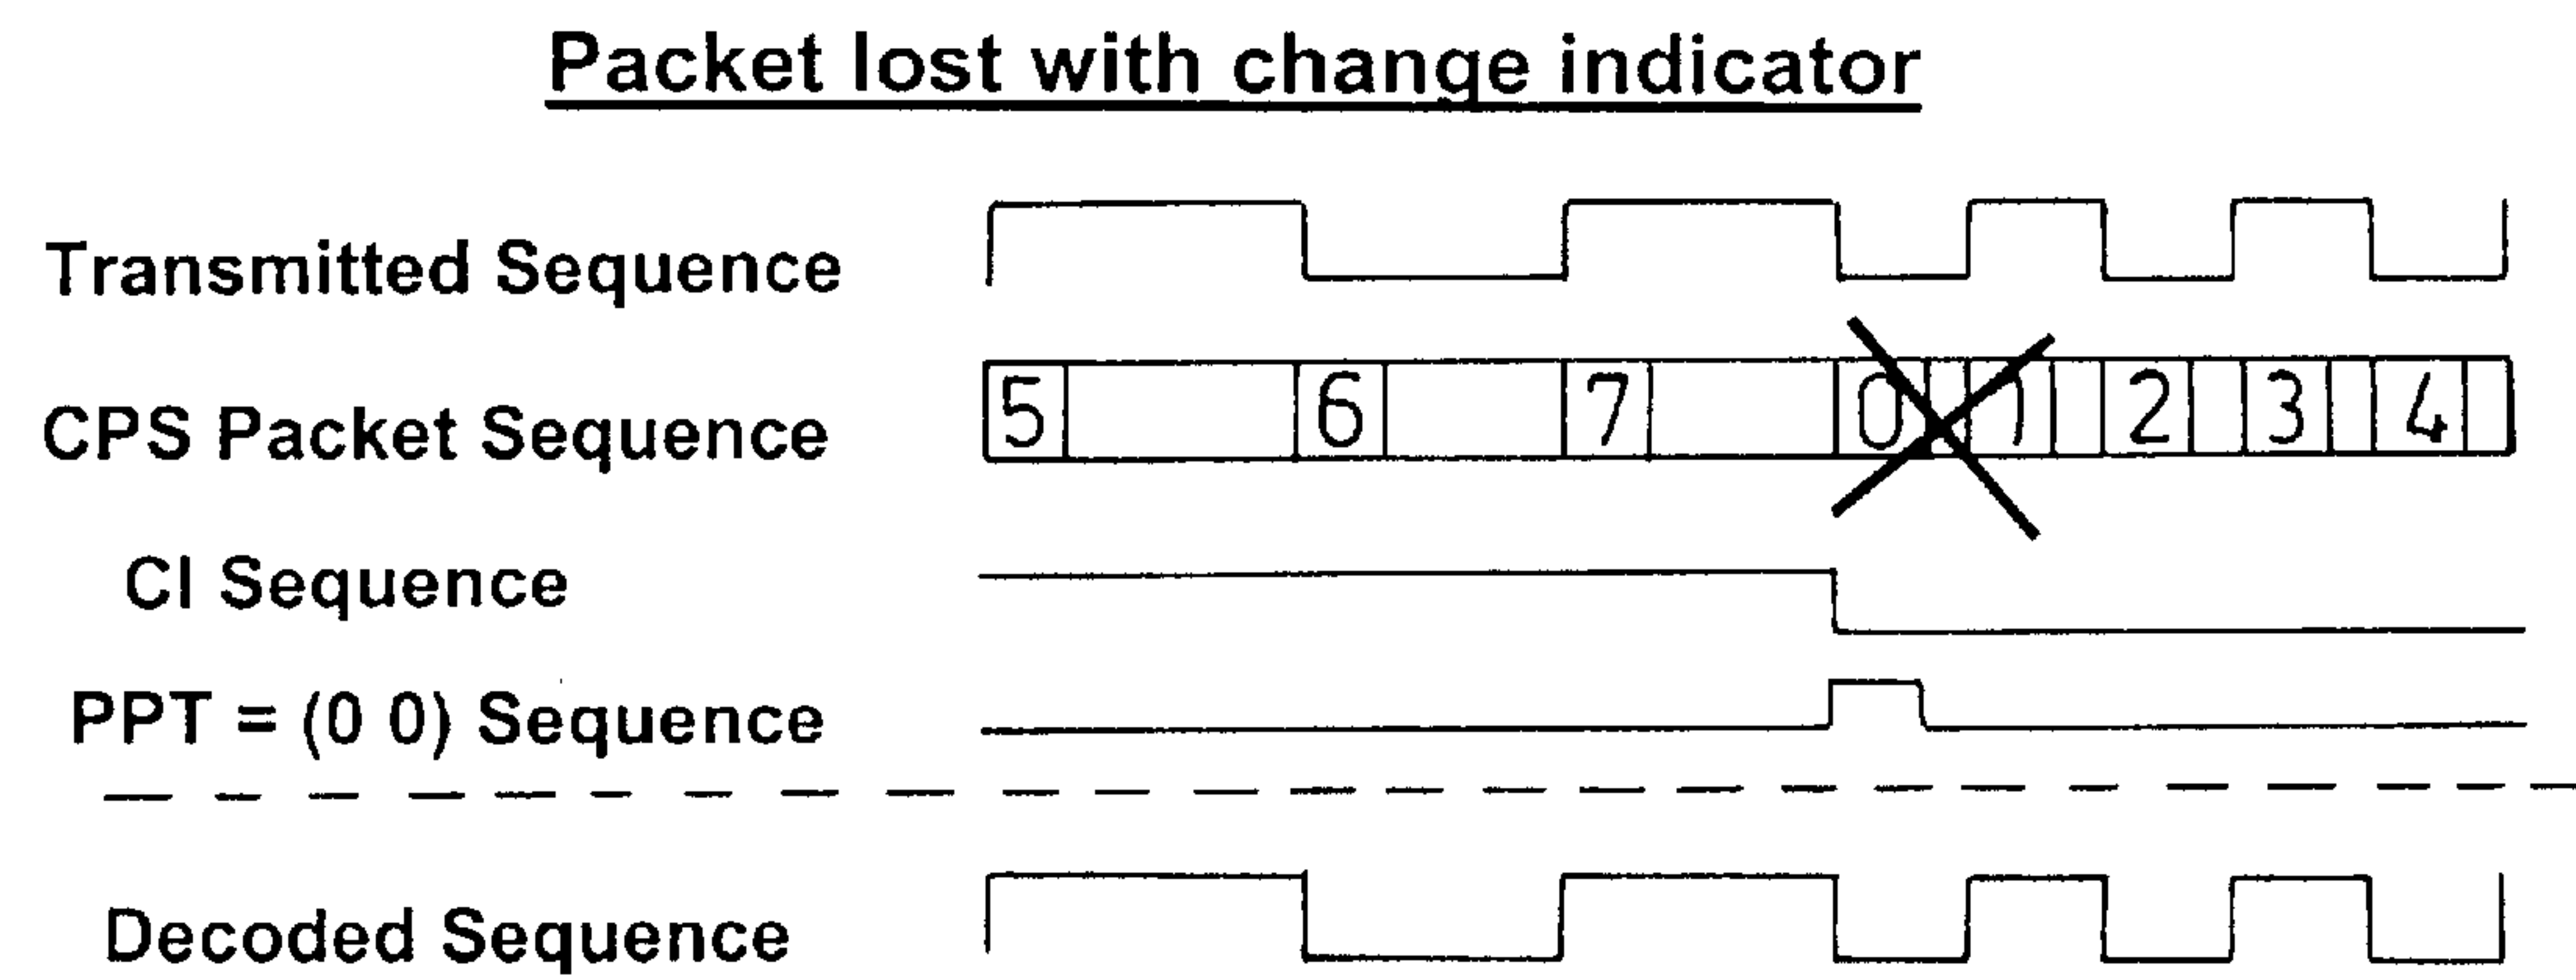 Packet lost with change indicator
Transmitted Sequence
CPS Packet Sequence 5 6 7 0 1 2 3 4
CI Sequence
PPT = (0 0) Sequence
Decoded Sequence